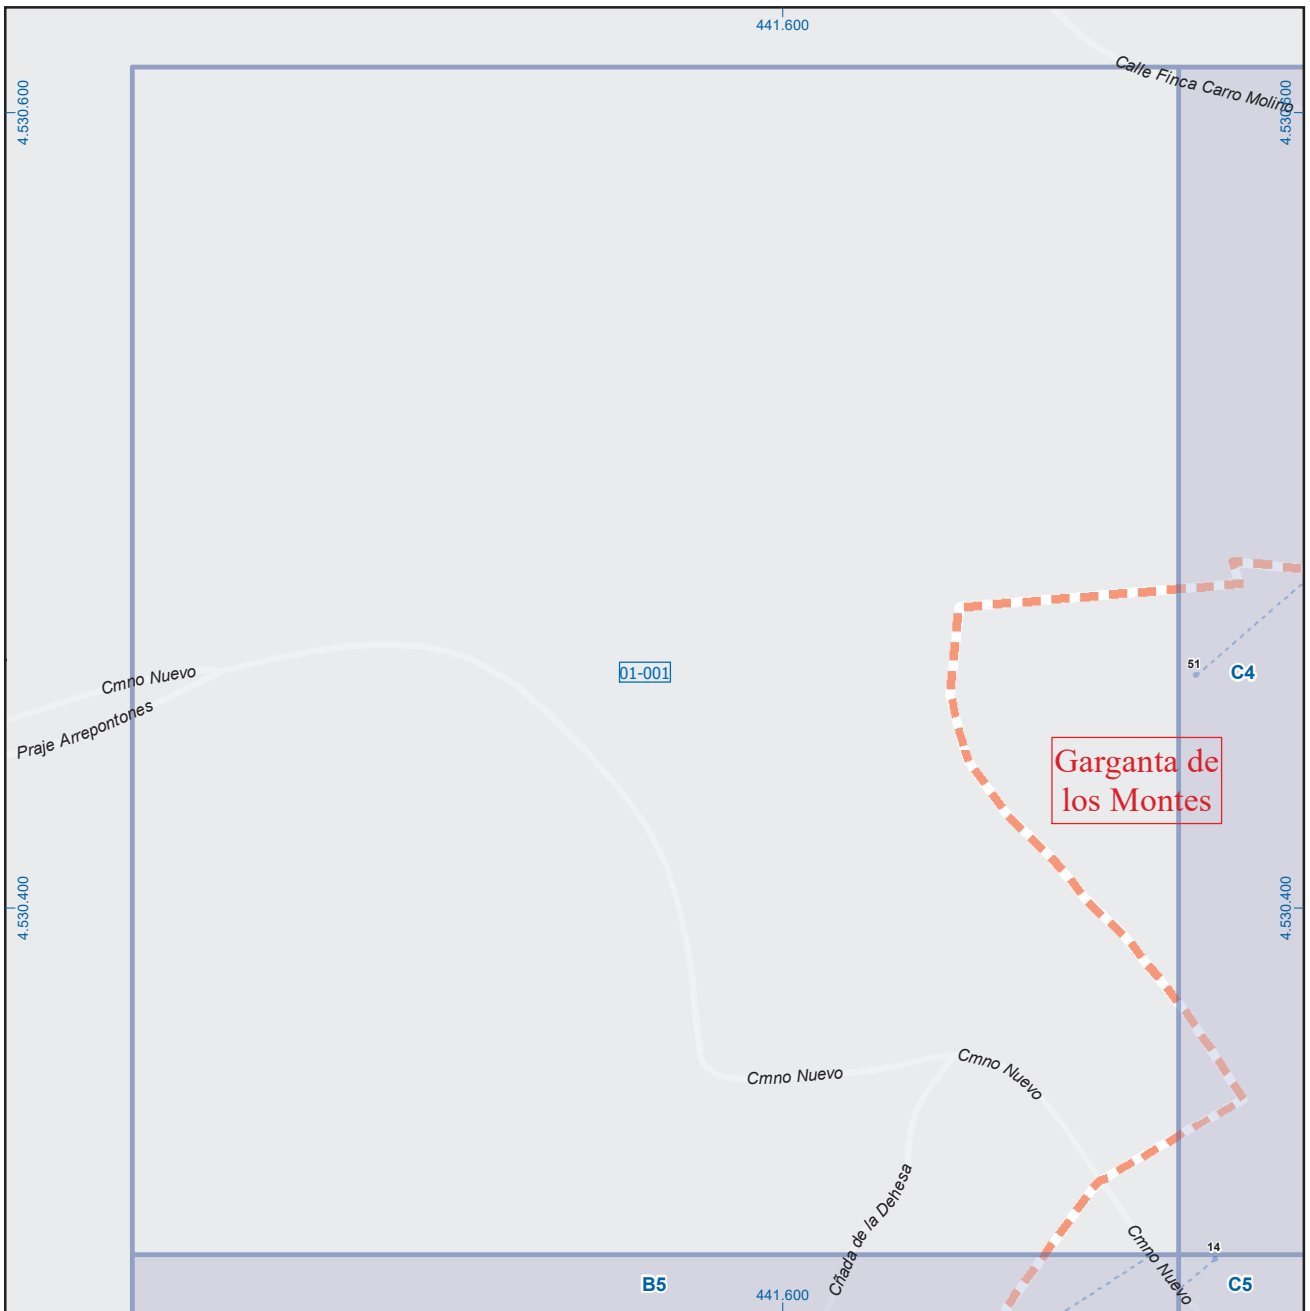 441.600
Calle Finca Carro Molino
4.530.600
4.530.600
51
C4
01-001
Cmno Nuevo
Praje Arrepontones
Garganta de
los Montes
4.530.400
4.530.400
Cmno Nuevo
Cmno Nuevo
Cñada de la Dehesa
Cmno Nuevo
14
B5
C5
441.600